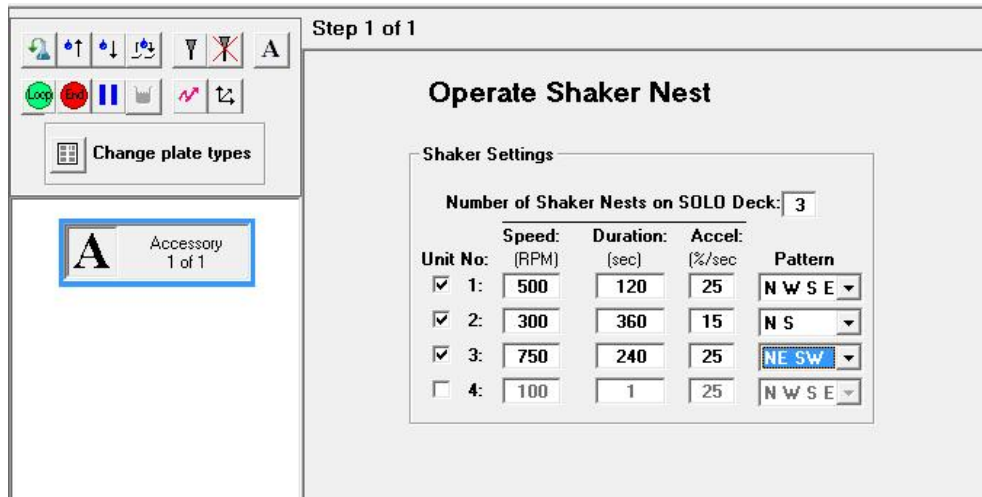 Step 1 of 1
A
Loop End
Change plate types
A Accessory
1 of 1
Operate Shaker Nest
Shaker Settings
Number of Shaker Nests on SOLO Deck: 3
Speed: Duration: Accel:
Unit No: (RPM) (sec) (%/sec Pattern
1: 500 120 25 N W S E
2: 300 360 15 N S
3: 750 240 25 NE SW
4: 100 1 25 N W S E